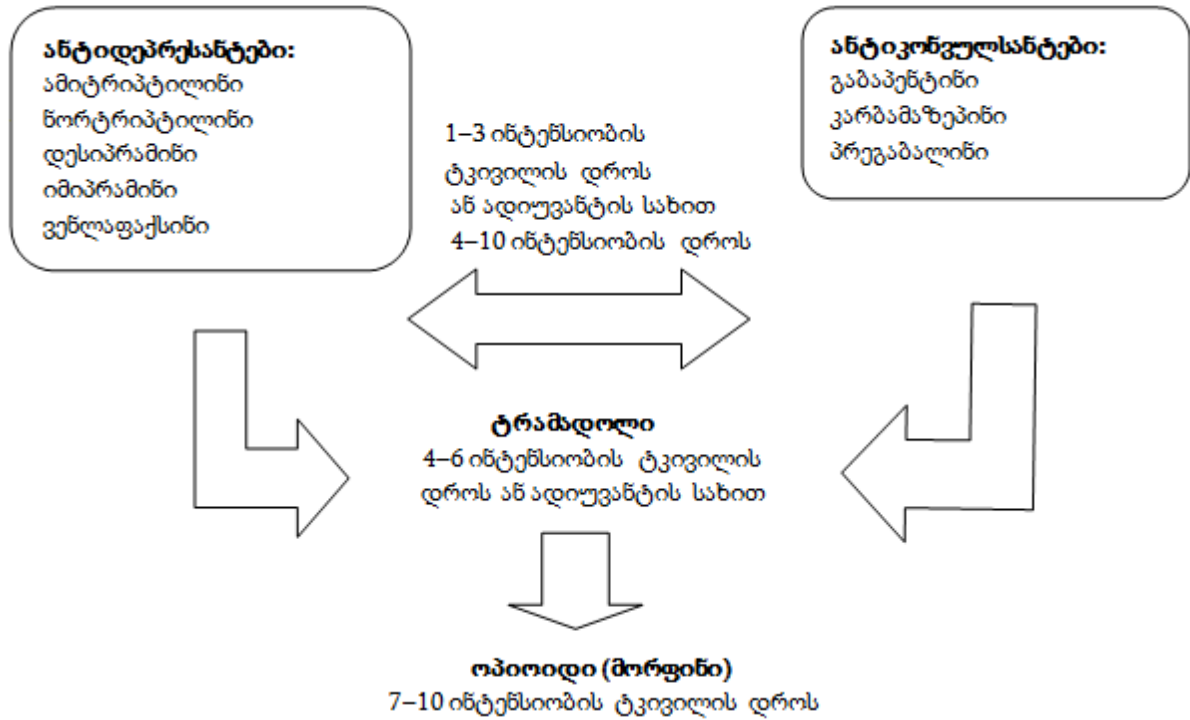 ანტიდეპრესანტები:
ამიტრიპტილინი
ნორტრიპტილინი
დესიპრამინი
იმიპრამინი
ვენლაფაქსინი
1–3 ინტენსიობის
ტკივილის დროს
ან ადიუვანტის სახით
4–10 ინტენსიობის დროს
ანტიკონვულსანტები:
გაბაპენტინი
კარბამაზეპინი
პრეგაბალინი
ტრამადოლი
4–6 ინტენსიობის ტკივილის
დროს ან ადიუვანტის სახით
ოპიოიდი (მორფინი)
7–10 ინტენსიობის ტკივილის დროს